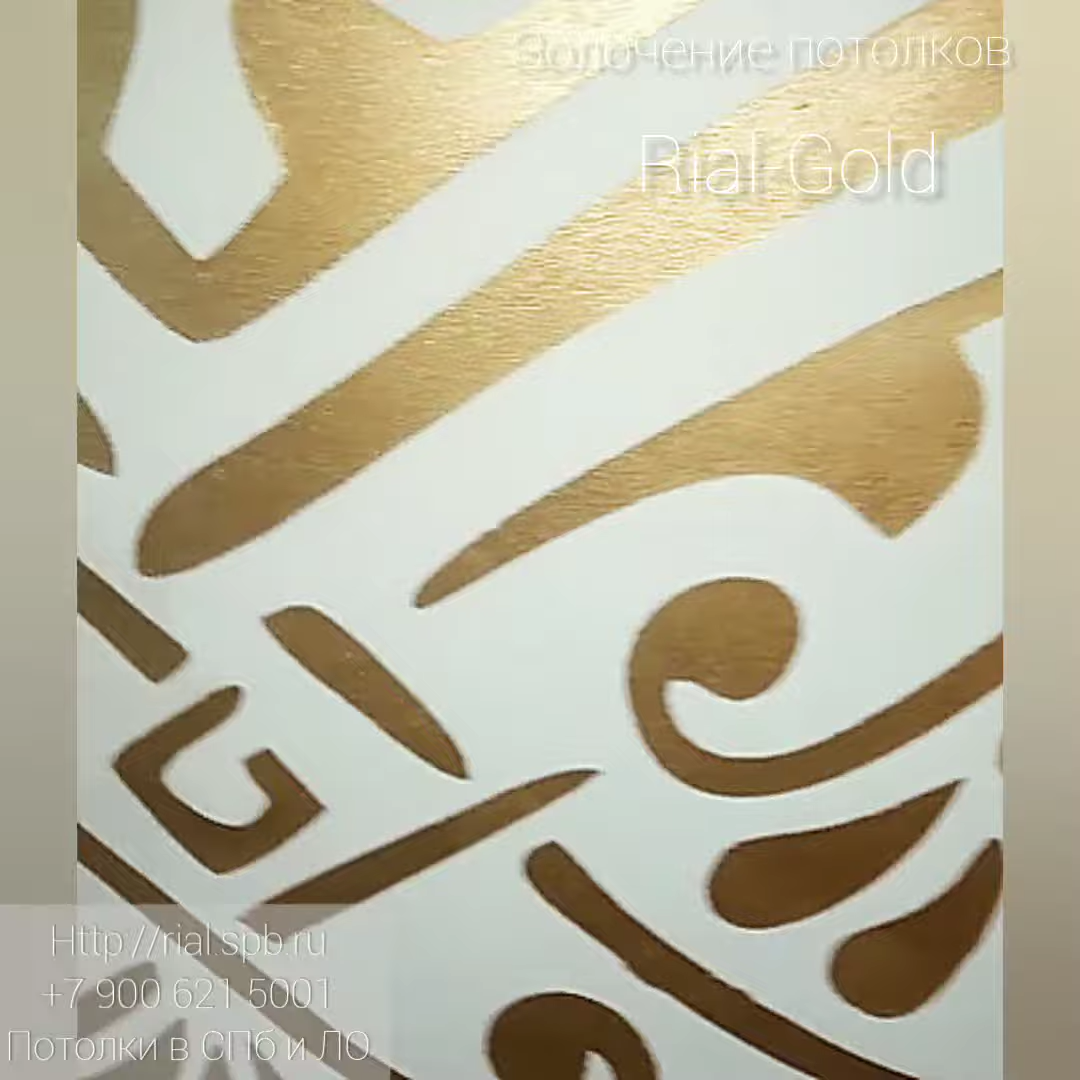 Золочение потолков
Rial-Gold
Http://rial.spb.ru
+7 900 621 5001
Потолки в СПб и ЛО